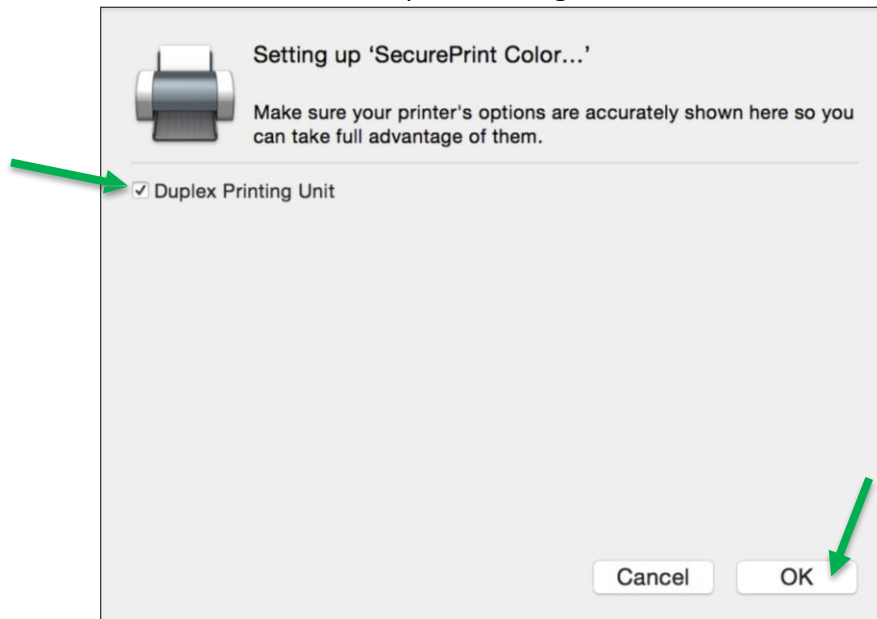 Setting up ‘SecurePrint Color...’
Make sure your printer's options are accurately shown here so you
can take full advantage of them.
Duplex Printing Unit
Cancel OK